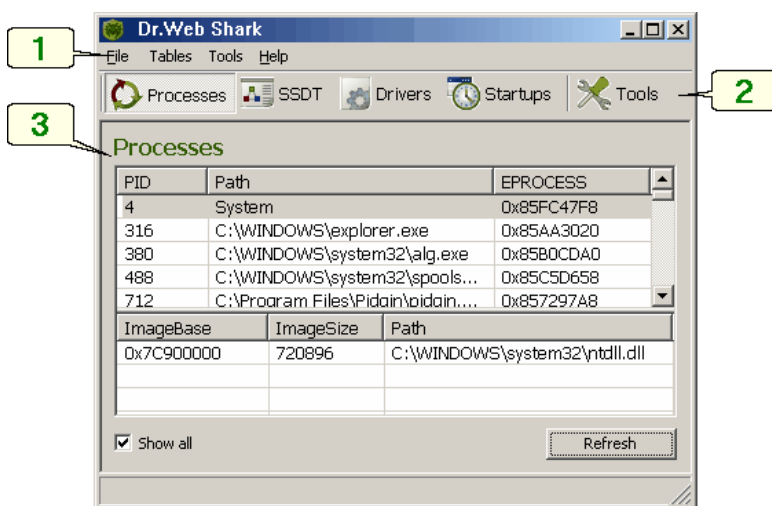 Dr.Web Shark
1
File Tables Tools Help
Processes SSDT Drivers Startups Tools
2
3
Processes
PID Path EPROCESS
4 System 0x85FC47F8
316 C:\WINDOWS\explorer.exe 0x85AA3020
380 C:\WINDOWS\system32\alg.exe 0x85B0CDA0
488 C:\WINDOWS\system32\spools... 0x85C5D658
712 C:\Program Files\Pidgin\pidgin.... 0x857297A8
ImageBase ImageSize Path
0x7C900000 720896 C:\WINDOWS\system32\ntdll.dll
Show all Refresh